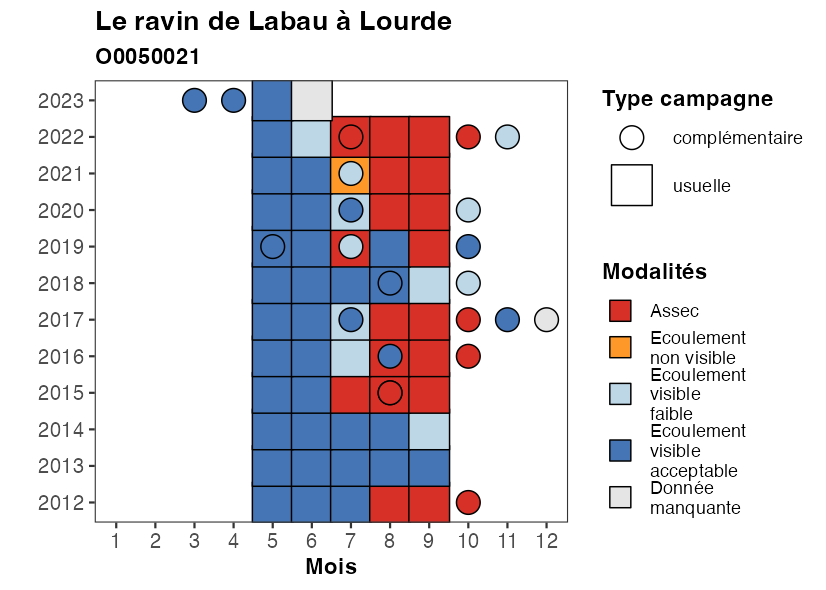 Le ravin de Labau à Lourde
O0050021
2023
2022
2021
2020
2019
2018
2017
2016
2015
2014
2013
2012
1 2 3 4 5 6 7 8 9 10 11 12
Mois
Type campagne
complémentaire
usuelle
Modalités
Assec
Ecoulement
non visible
Ecoulement
visible
faible
Ecoulement
visible
acceptable
Donnée
manquante